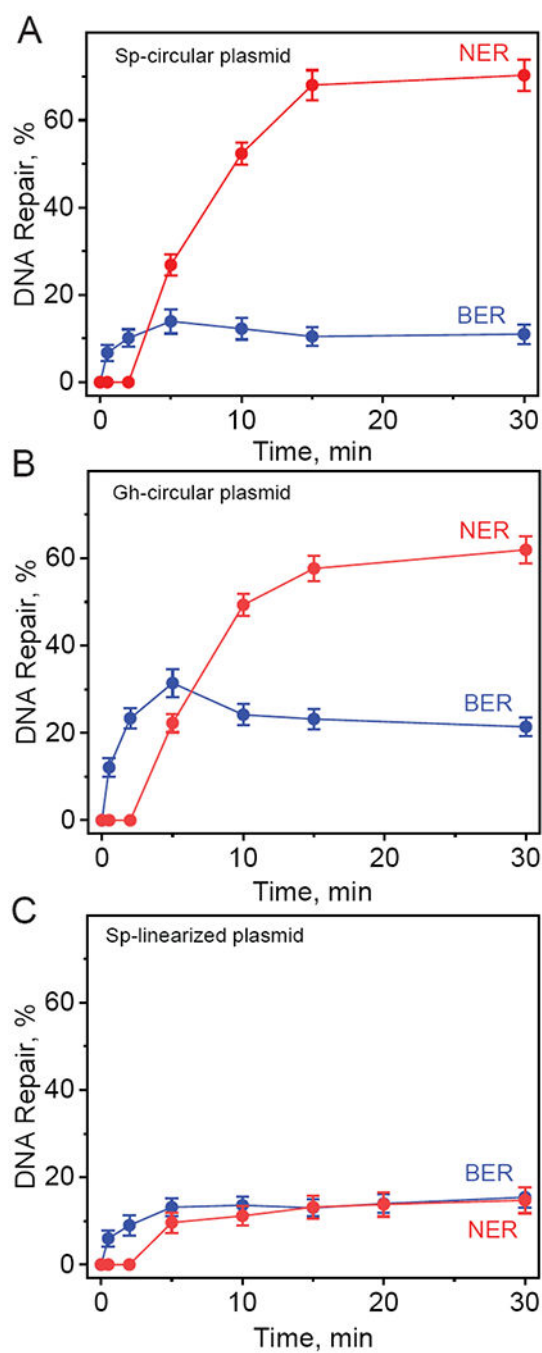 A
Sp-circular plasmid
NER
BER
DNA Repair, %
60
40
20
0
0
10
20
30
Time, min
B
Gh-circular plasmid
NER
BER
DNA Repair, %
60
40
20
0
0
10
20
30
Time, min
C
Sp-linearized plasmid
BER
NER
DNA Repair, %
60
40
20
0
0
10
20
30
Time, min